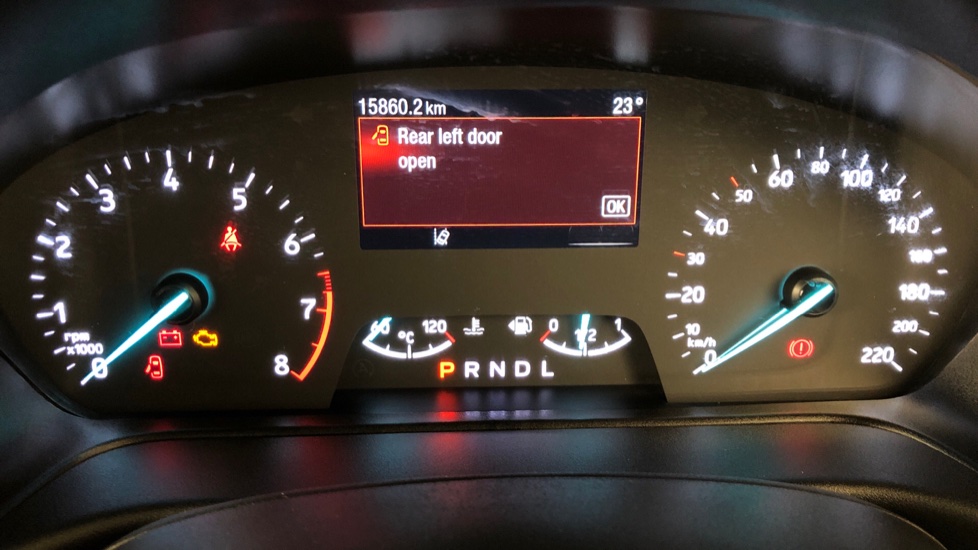 15860.2 km 23°
Rear left door
open
OK
0 1 2 3 4 5 6 7 8
rpm
x1000
0 10 20 30 40 50 60 80 100 120 140 160 180 200 220
km/h
60 °C 120
0 1/2 1
P R N D L